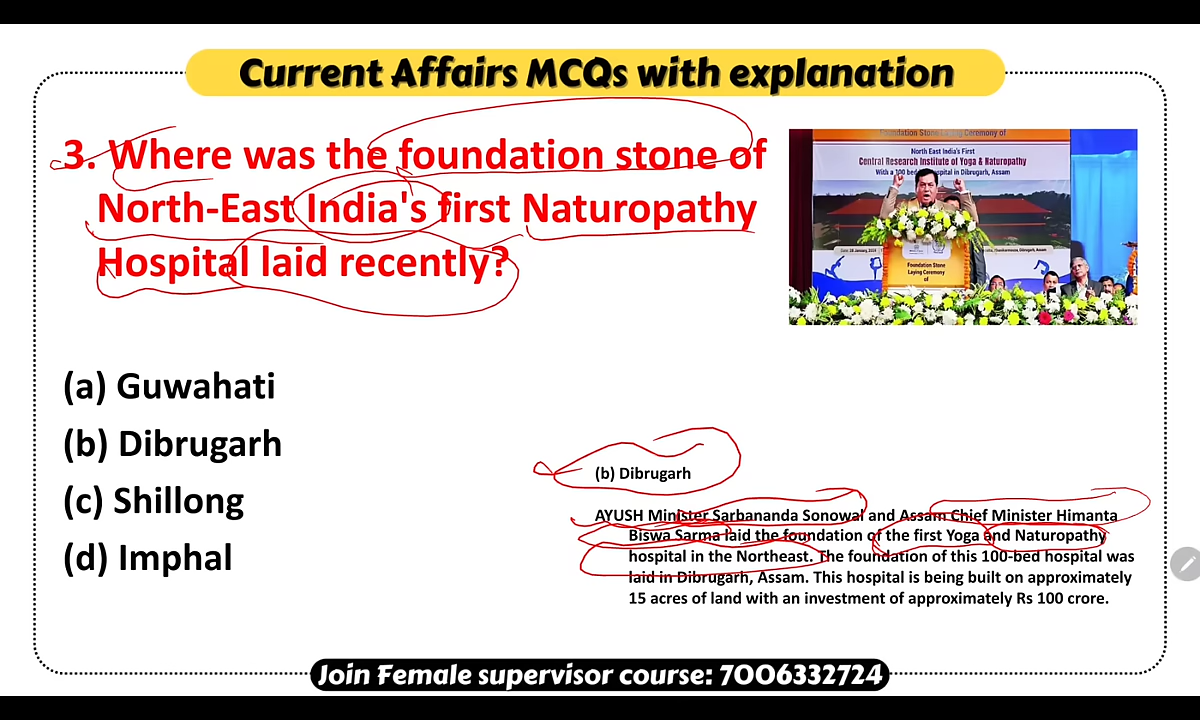 Current Affairs MCQs with explanation
3. Where was the foundation stone of
North-East India's first Naturopathy
Hospital laid recently?
Foundation Stone Laying Ceremony of
North East India's First
Central Research Institute of Yoga & Naturopathy
With a 100 bed Hospital in Dibrugarh, Assam
Foundation Stone
Laying Ceremony
of
(a) Guwahati
(b) Dibrugarh
(c) Shillong
(d) Imphal
(b) Dibrugarh
AYUSH Minister Sarbananda Sonowal and Assam Chief Minister Himanta
Biswa Sarma laid the foundation of the first Yoga and Naturopathy
hospital in the Northeast. The foundation of this 100-bed hospital was
laid in Dibrugarh, Assam. This hospital is being built on approximately
15 acres of land with an investment of approximately Rs 100 crore.
Join Female supervisor course: 7006332724